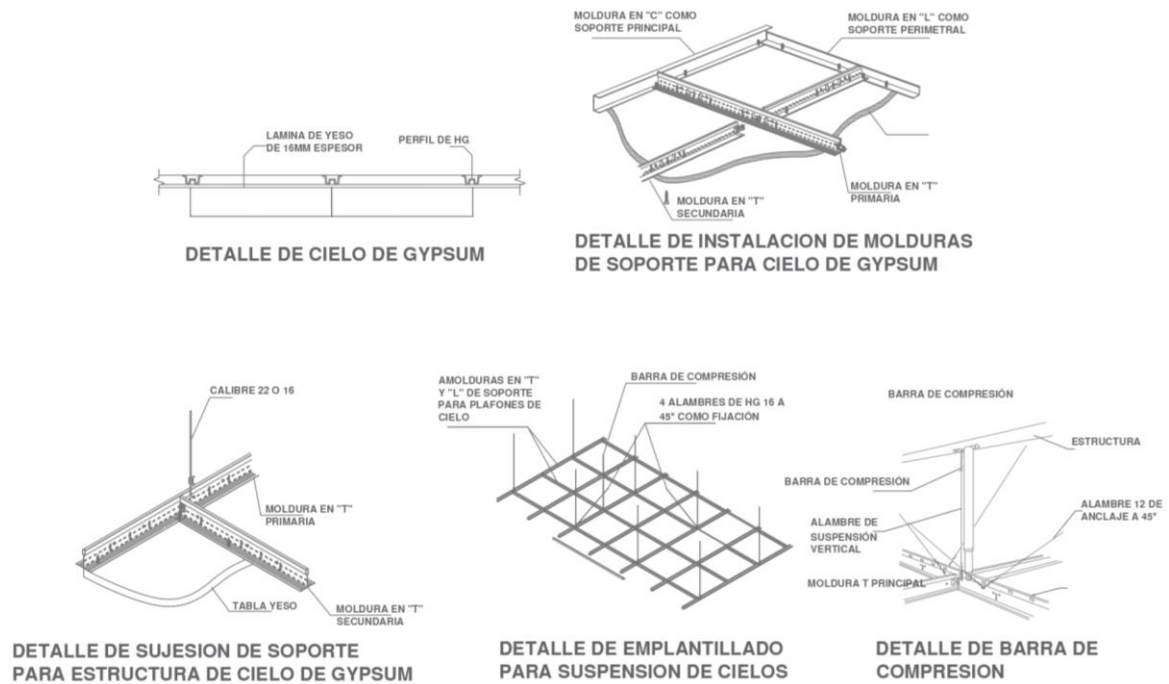 MOLDURA EN "C" COMO
SOPORTE PRINCIPAL
MOLDURA EN "L" COMO
SOPORTE PERIMETRAL
LAMINA DE YESO
DE 16MM ESPESOR
PERFIL DE HG
MOLDURA EN "T"
PRIMARIA
MOLDURA EN "T"
SECUNDARIA
DETALLE DE CIELO DE GYPSUM
DETALLE DE INSTALACION DE MOLDURAS
DE SOPORTE PARA CIELO DE GYPSUM
CALIBRE 22 O 16
MOLDURA EN "T"
PRIMARIA
TABLA YESO
MOLDURA EN "T"
SECUNDARIA
DETALLE DE SUJESION DE SOPORTE
PARA ESTRUCTURA DE CIELO DE GYPSUM
AMOLDURAS EN "T"
Y "L" DE SOPORTE
PARA PLAFONES DE
CIELO
BARRA DE COMPRESIÓN
4 ALAMBRES DE HG 16 A
45° COMO FIJACIÓN
DETALLE DE EMPLANTILLADO
PARA SUSPENSION DE CIELOS
BARRA DE COMPRESIÓN
ESTRUCTURA
BARRA DE COMPRESIÓN
ALAMBRE 12 DE
ANCLAJE A 45°
ALAMBRE DE
SUSPENSIÓN
VERTICAL
MOLDURA T PRINCIPAL
"T"
"T"
DETALLE DE BARRA DE
COMPRESION